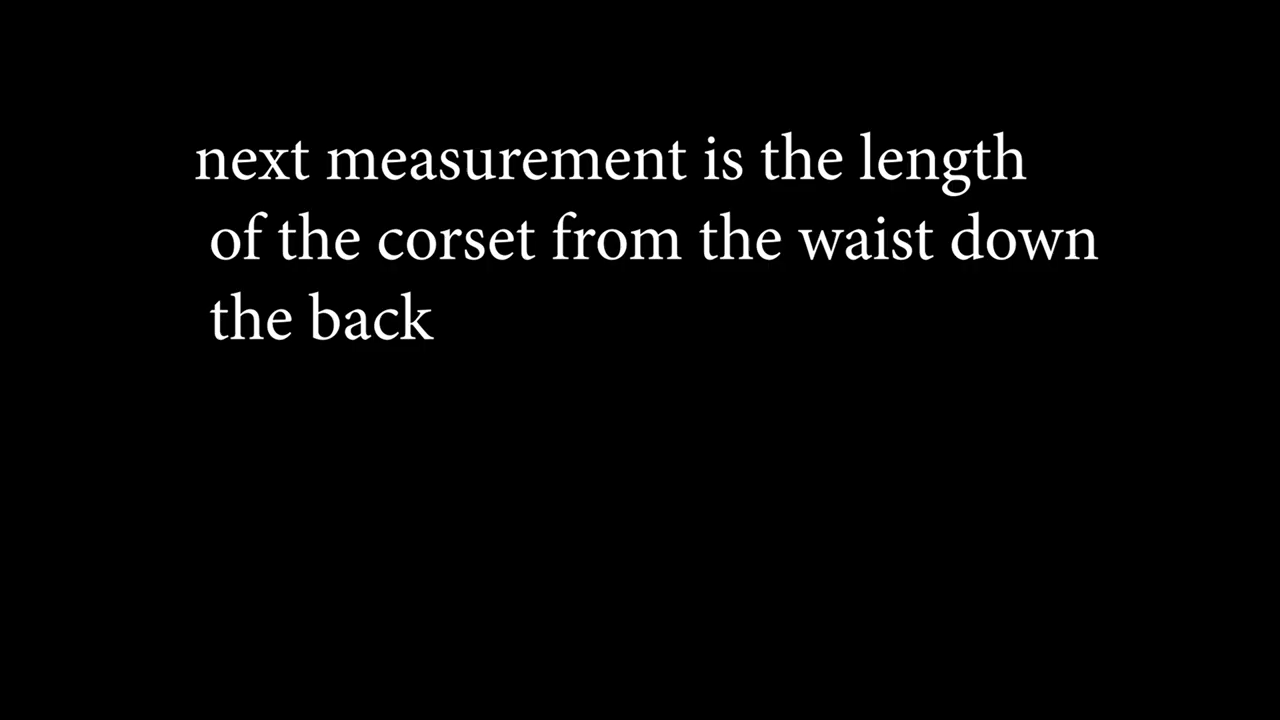 next measurement is the length
of the corset from the waist down
the back